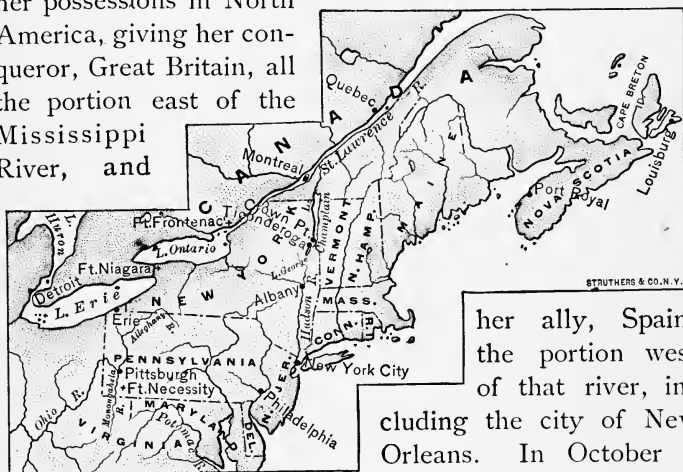 her possessions in North
America, giving her con-
queror, Great Britain, all
the portion east of the
Mississippi
River, and
CANADA
Quebec
St. Lawrence R.
Montreal
CAPE BRETON
ID.
Louisburg
NOVA SCOTIA
Port Royal
MAINE
Ft. Frontenac
Crown Pt.
Ticonderoga
Champlain
VERMONT
N. HAMP.
L. Huron
L. Ontario
L. George
Ft. Niagara
NEW YORK
Albany
Hudson R.
MASS.
STRUTHERS & CO. N.Y.
Detroit
L. Erie
CONN.
R.I.
Erie
Alleghany R.
PENNSYLVANIA
New York City
Pittsburgh
Ft. Necessity
N. JER.
Philadelphia
Ohio R.
Monongahela R.
MARYLAND
DEL.
VIRGINIA
Potomac R.
her ally, Spain
the portion wes
of that river, in
cluding the city of New
Orleans. In October